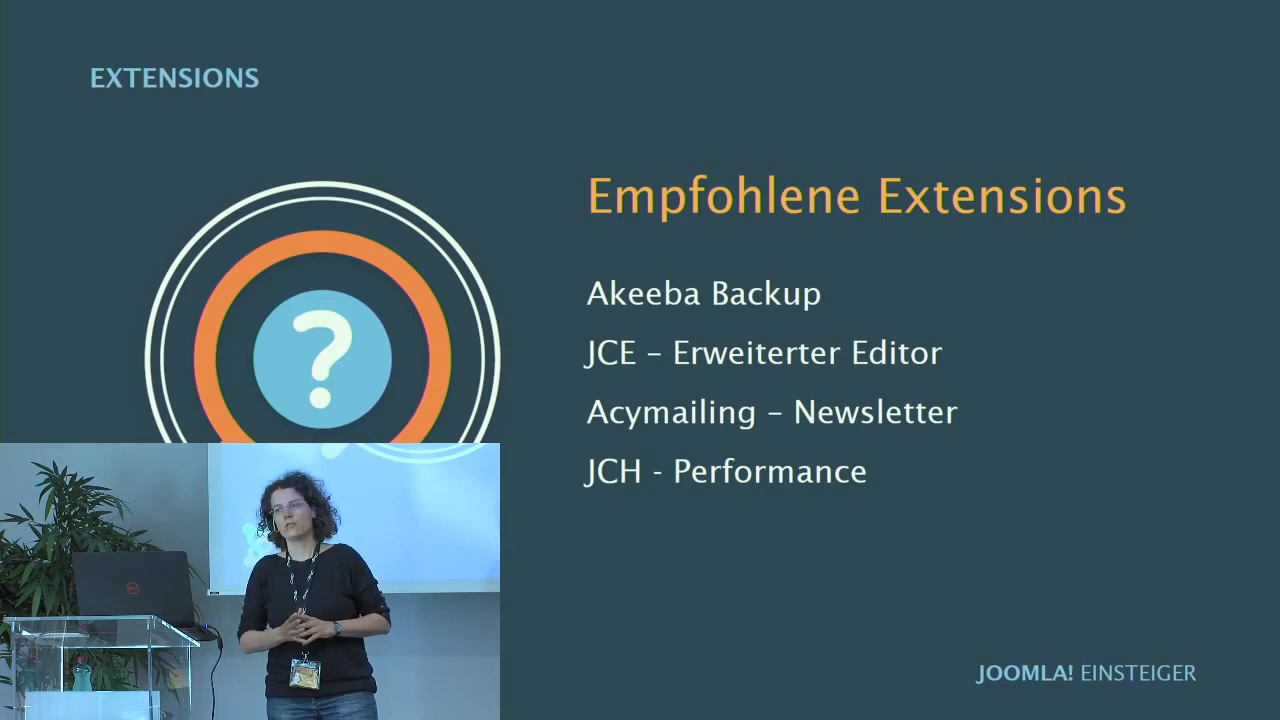 EXTENSIONS
Empfohlene Extensions
Akeeba Backup
JCE – Erweiterter Editor
Acymailing – Newsletter
JCH - Performance
JOOMLA! EINSTEIGER